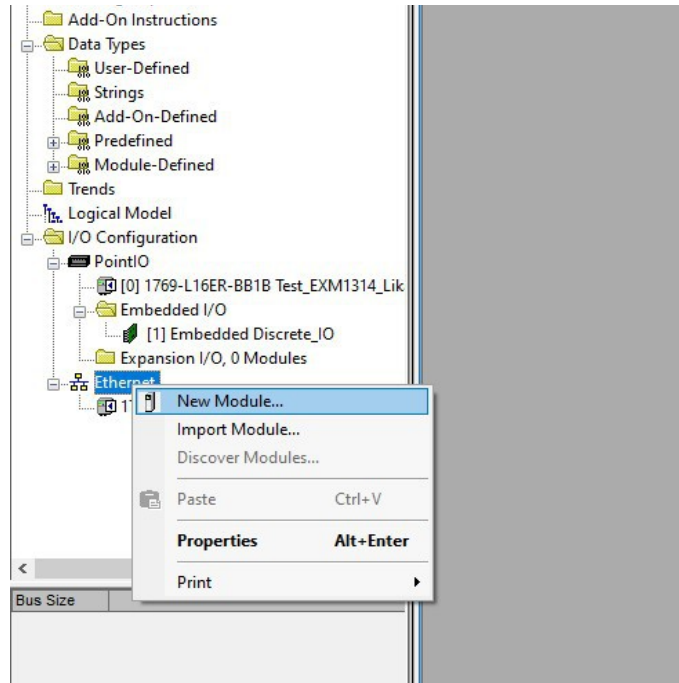 Add-On Instructions
Data Types
User-Defined
Strings
Add-On-Defined
Predefined
Module-Defined
Trends
Logical Model
I/O Configuration
PointIO
[0] 1769-L16ER-BB1B Test_EXM1314_Lik
Embedded I/O
[1] Embedded Discrete_IO
Expansion I/O, 0 Modules
Ethernet
New Module...
Import Module...
Discover Modules...
Paste Ctrl+V
Properties Alt+Enter
Print
Bus Size